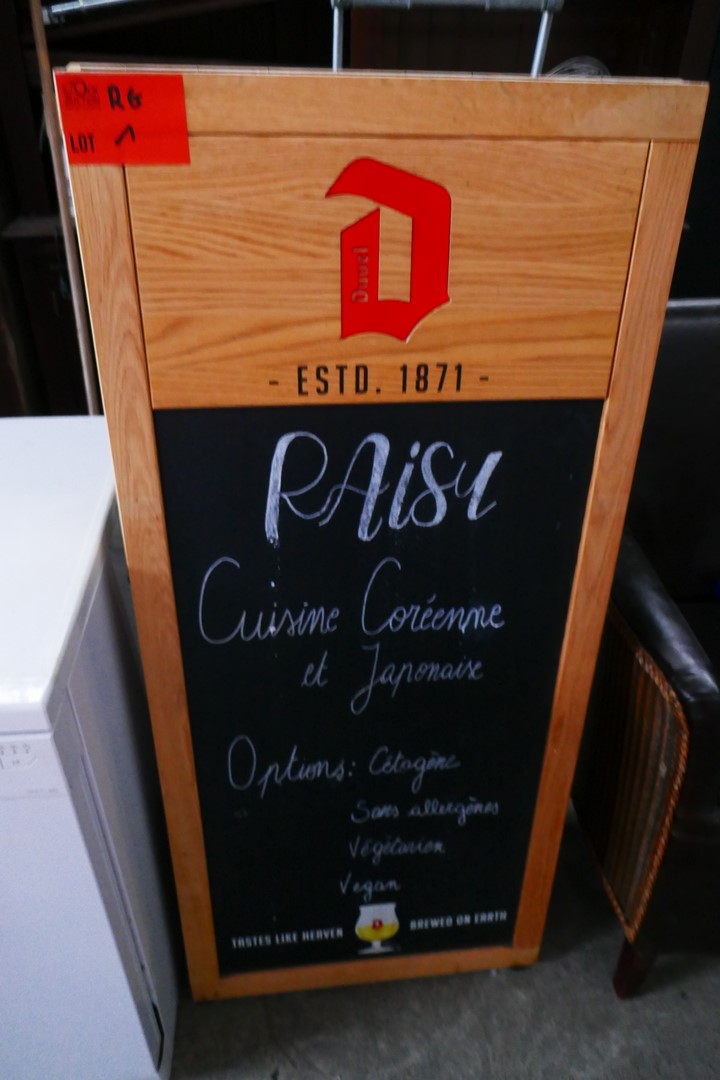 R6
LOT 1
Duvel
- ESTD. 1871 -
RAiSU
Cuisine Coréenne
et Japonaise
Options: Cétogène
Sans allergènes
Végétarien
Vegan
TASTES LIKE HEAVEN BREWED ON EARTH